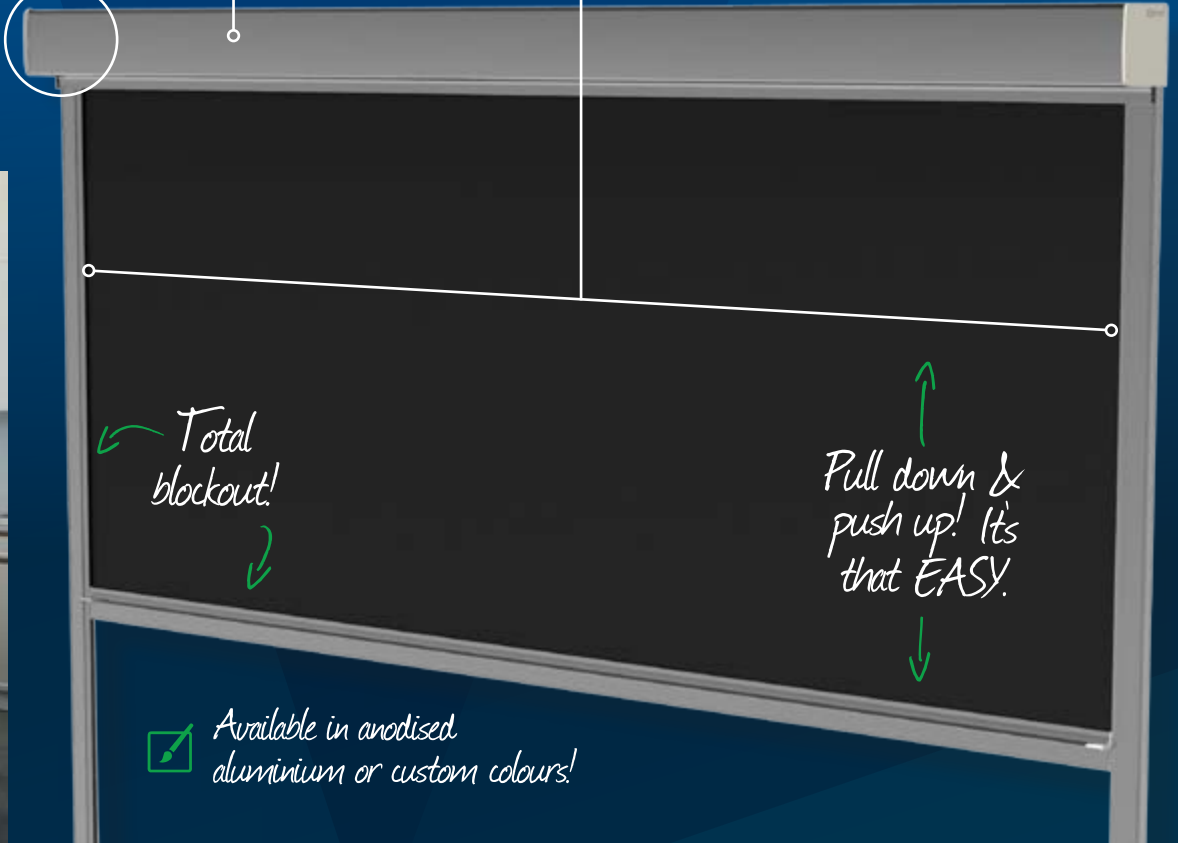 Total
blockout!
Pull down &
push up! It's
that EASY.
Available in anodised
aluminium or custom colours!